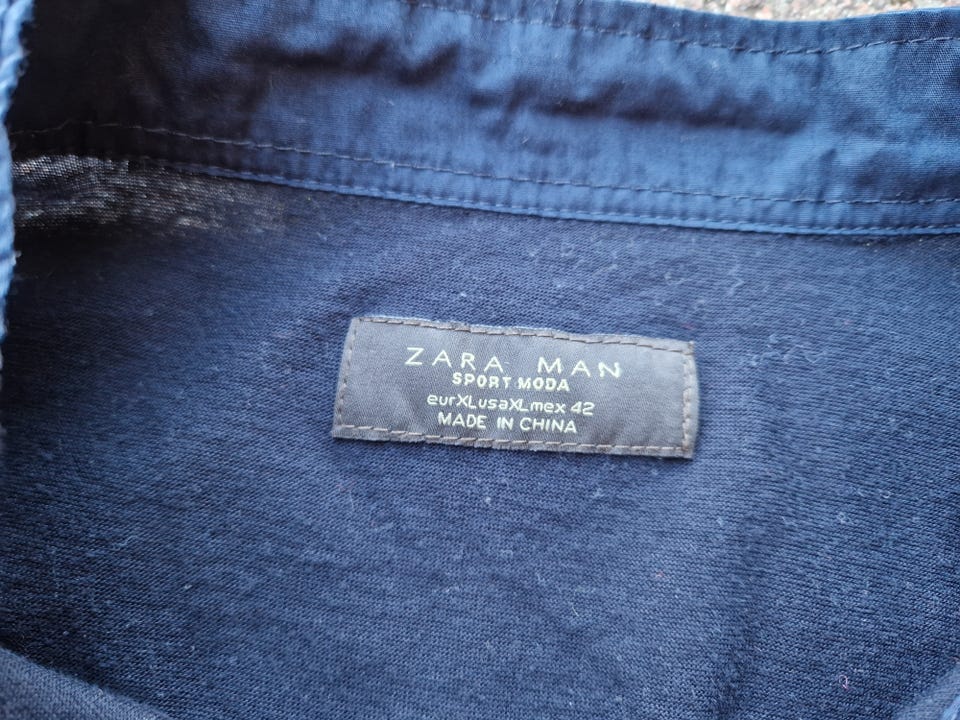 ZARA MAN
SPORT MODA
eurXLusaXLmex 42
MADE IN CHINA